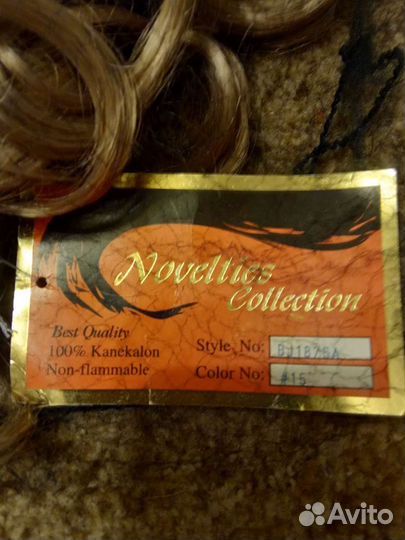 Novelties
Collection
Best Quality
100% Kanekalon
Non-flammable
Style, No:
Color No: #15
Avito